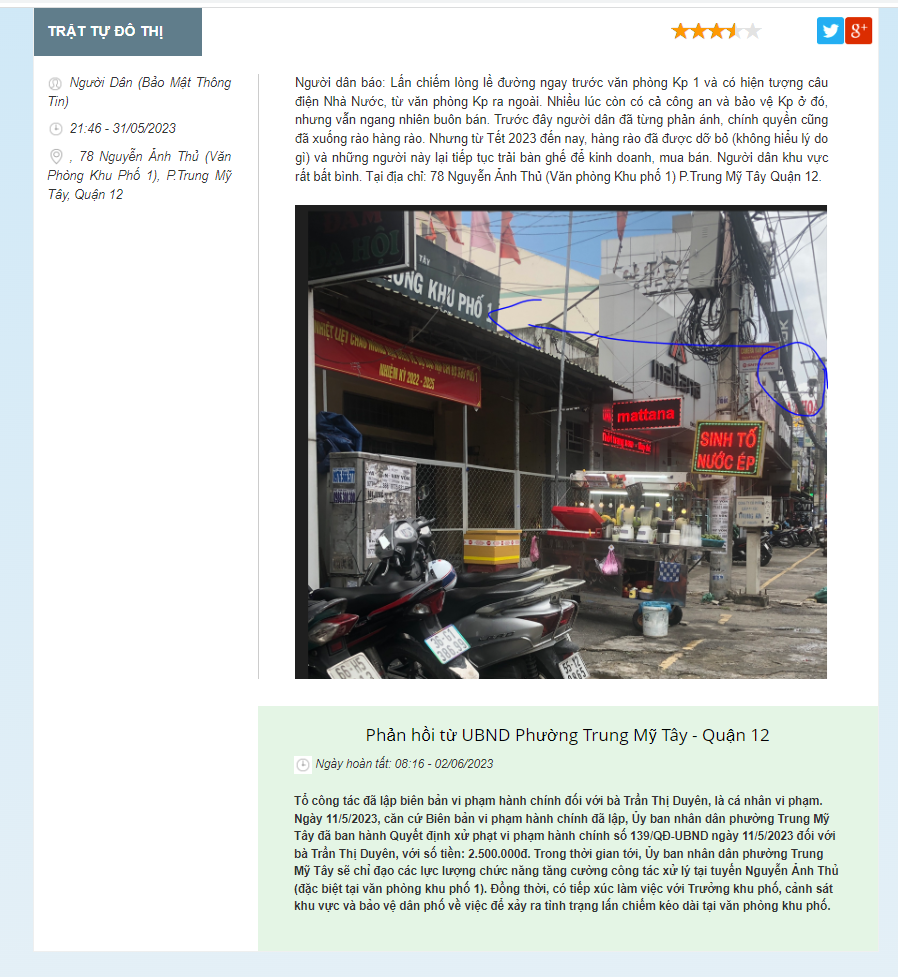 TRẬT TỰ ĐÔ THỊ
Người Dân (Bảo Mật Thông
Tin)
21:46 - 31/05/2023
, 78 Nguyễn Ảnh Thủ (Văn
Phòng Khu Phố 1), P.Trung Mỹ
Tây, Quận 12
Người dân báo: Lấn chiếm lòng lề đường ngay trước văn phòng Kp 1 và có hiện tượng câu
điện Nhà Nước, từ văn phòng Kp ra ngoài. Nhiều lúc còn có cả công an và bảo vệ Kp ở đó,
nhưng vẫn ngang nhiên buôn bán. Trước đây người dân đã từng phản ánh, chính quyền cũng
đã xuống rào hàng rào. Nhưng từ Tết 2023 đến nay, hàng rào đã được dỡ bỏ (không hiểu lý do
gì) và những người này lại tiếp tục trải bàn ghế để kinh doanh, mua bán. Người dân khu vực
rất bất bình. Tại địa chỉ: 78 Nguyễn Ảnh Thủ (Văn phòng Khu phố 1) P.Trung Mỹ Tây Quận 12.
TÂY
KHU PHỐ 1
NHIỆM KỲ 2022 - 2025
mattana
mattana
SINH TỐ
NƯỚC ÉP
36-G1
386.99
66-H5
55-Y2
Phản hồi từ UBND Phường Trung Mỹ Tây - Quận 12
Ngày hoàn tất: 08:16 - 02/06/2023
Tổ công tác đã lập biên bản vi phạm hành chính đối với bà Trần Thị Duyên, là cá nhân vi phạm.
Ngày 11/5/2023, căn cứ Biên bản vi phạm hành chính đã lập, Ủy ban nhân dân phường Trung Mỹ
Tây đã ban hành Quyết định xử phạt vi phạm hành chính số 139/QĐ-UBND ngày 11/5/2023 đối với
bà Trần Thị Duyên, với số tiền: 2.500.000đ. Trong thời gian tới, Ủy ban nhân dân phường Trung
Mỹ Tây sẽ chỉ đạo các lực lượng chức năng tăng cường công tác xử lý tại tuyến Nguyễn Ảnh Thủ
(đặc biệt tại văn phòng khu phố 1). Đồng thời, có tiếp xúc làm việc với Trưởng khu phố, cảnh sát
khu vực và bảo vệ dân phố về việc để xảy ra tình trạng lấn chiếm kéo dài tại văn phòng khu phố.